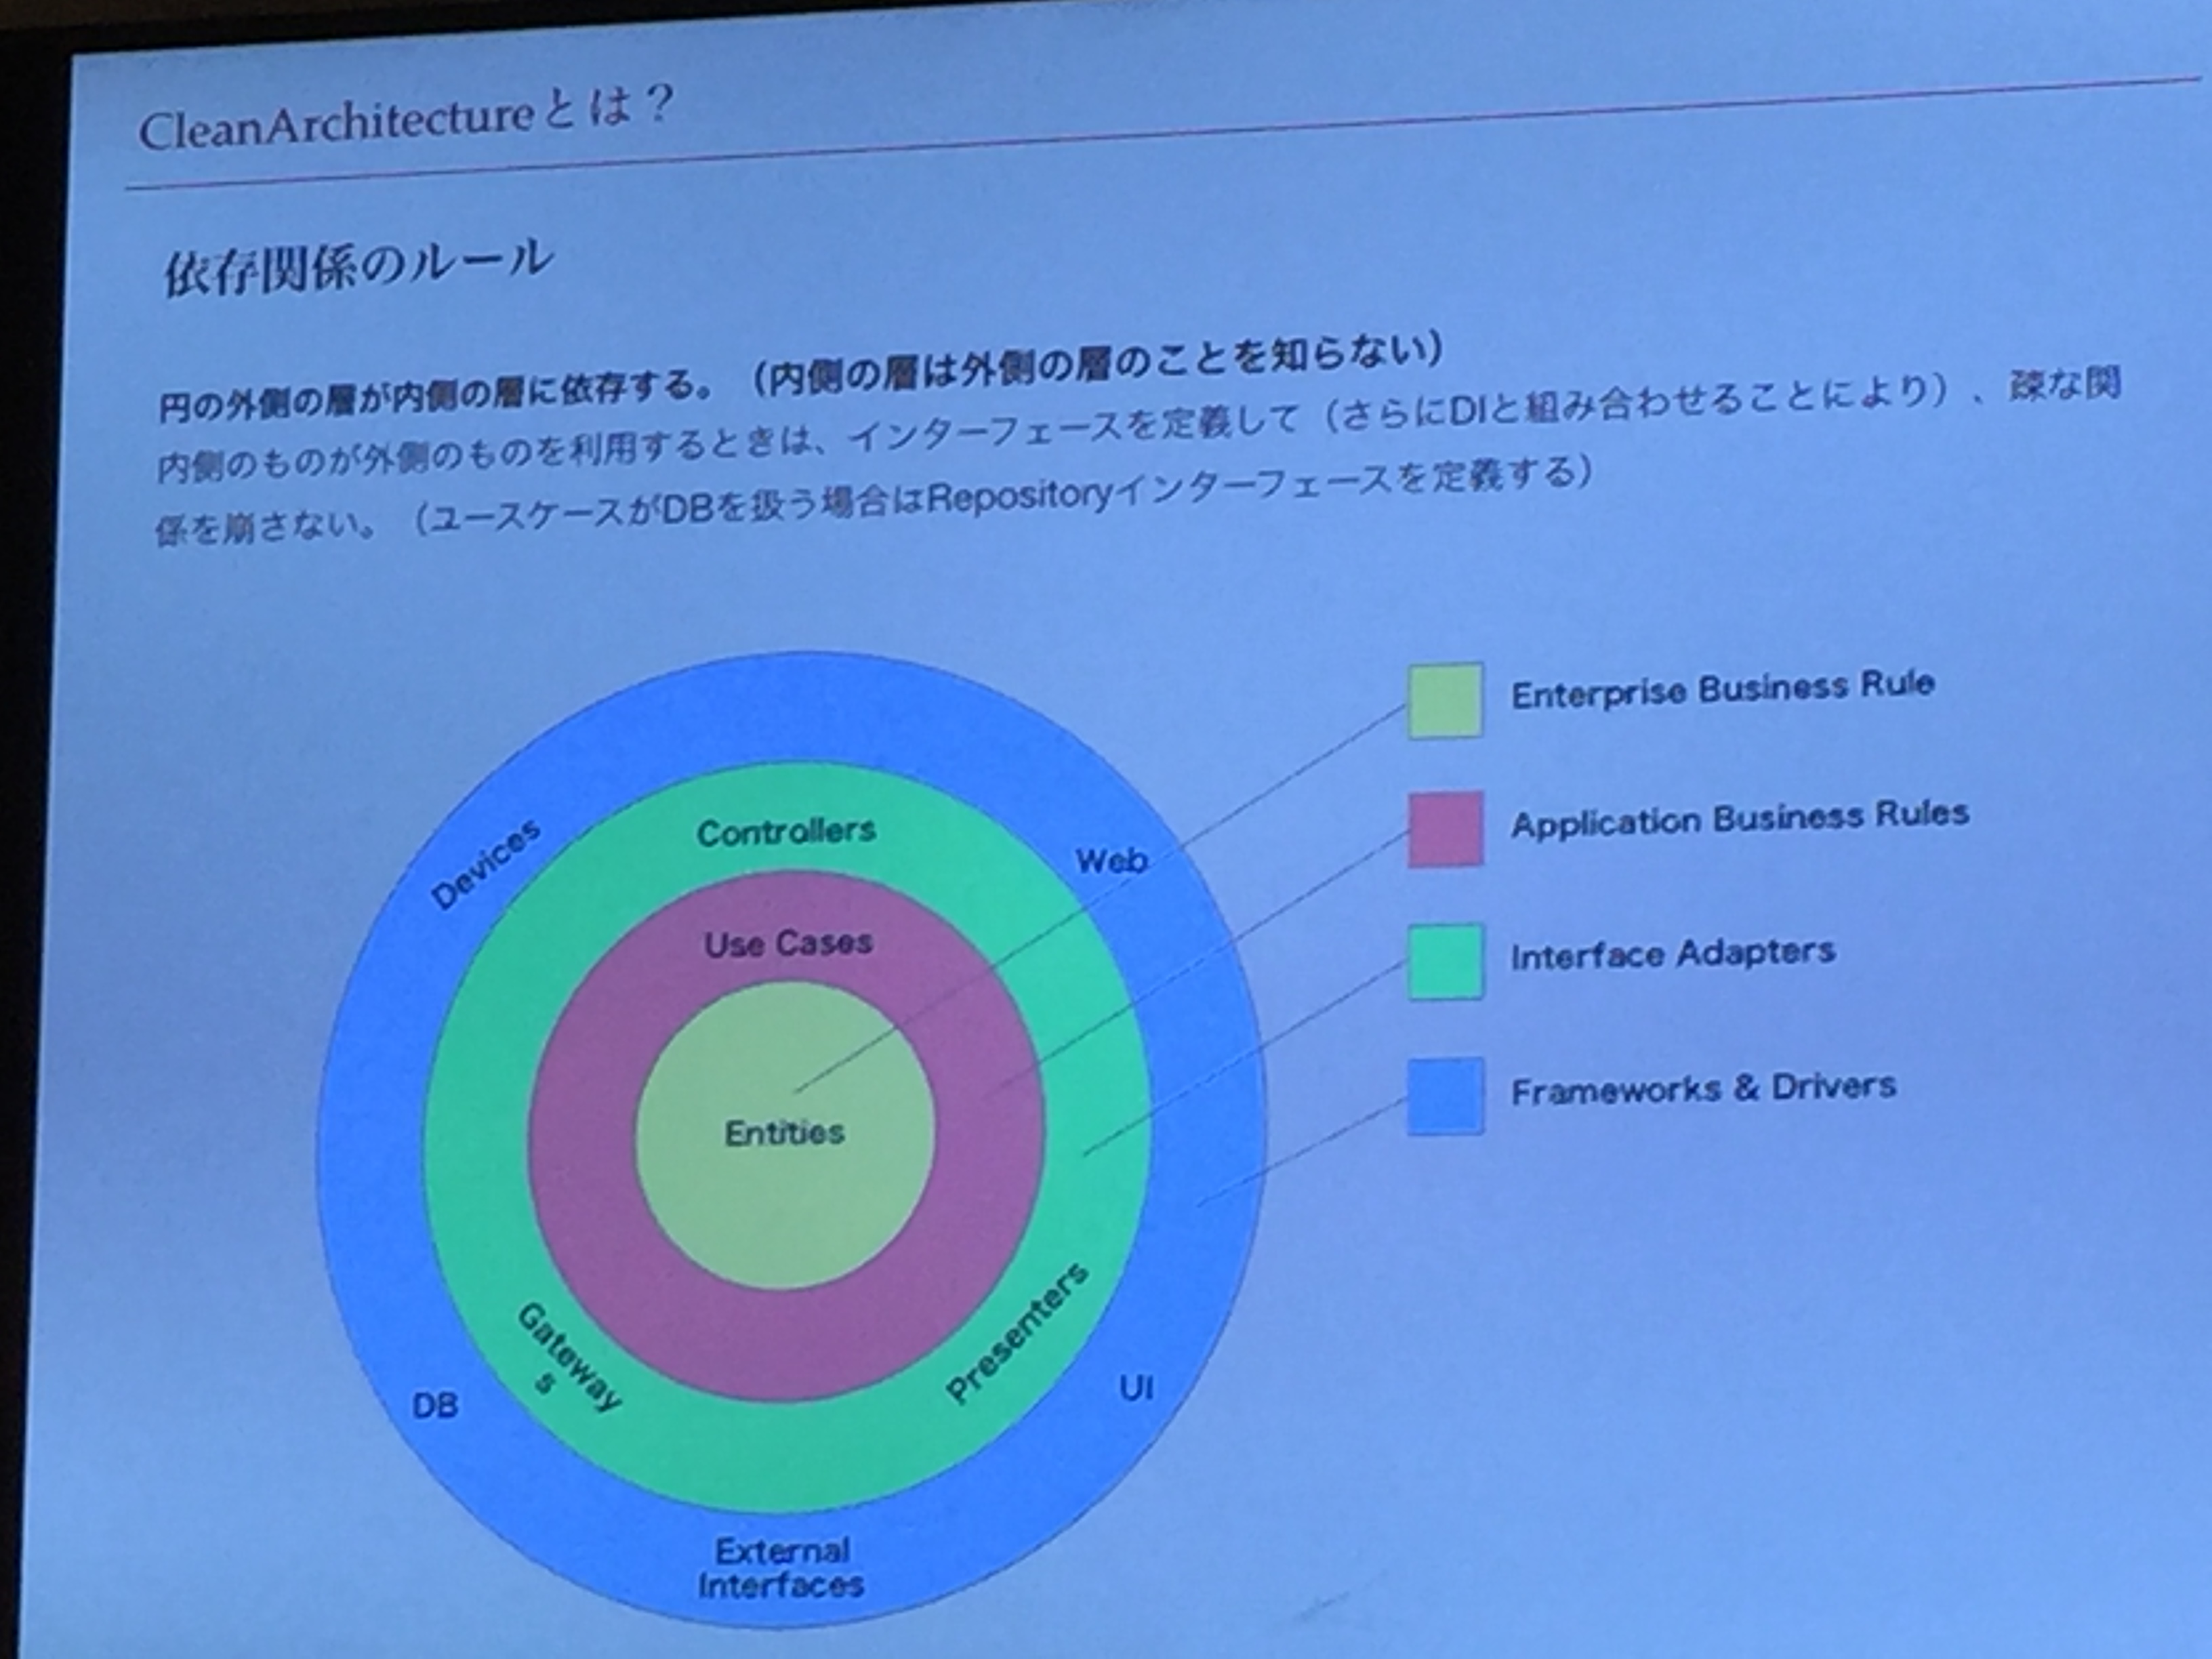 CleanArchitectureとは？
依存関係のルール
円の外側の層が内側の層に依存する。（内側の層は外側の層のことを知らない）
内側のものが外側のものを利用するときは、インターフェースを定義して（さらにDIと組み合わせることにより）、疎な関
係を崩さない。（ユースケースがDBを扱う場合はRepositoryインターフェースを定義する）
Enterprise Business Rule
Application Business Rules
Interface Adapters
Frameworks & Drivers
Devices
Controllers
Web
Use Cases
Entities
Gateway
s
Presenters
DB
UI
External
Interfaces